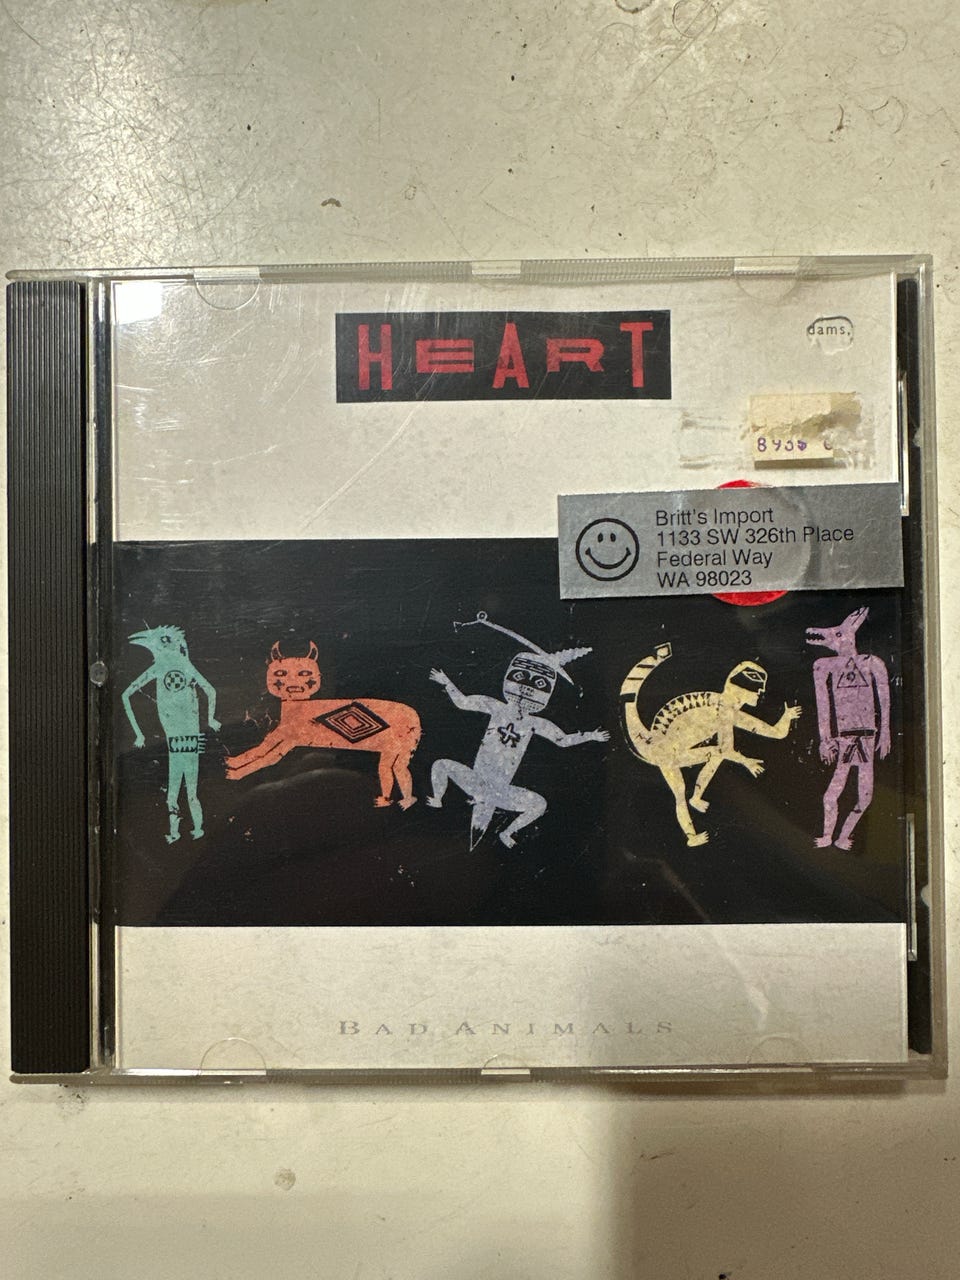 HEART
dams,
Britt's Import
1133 SW 326th Place
Federal Way
WA 98023
BAD ANIMALS